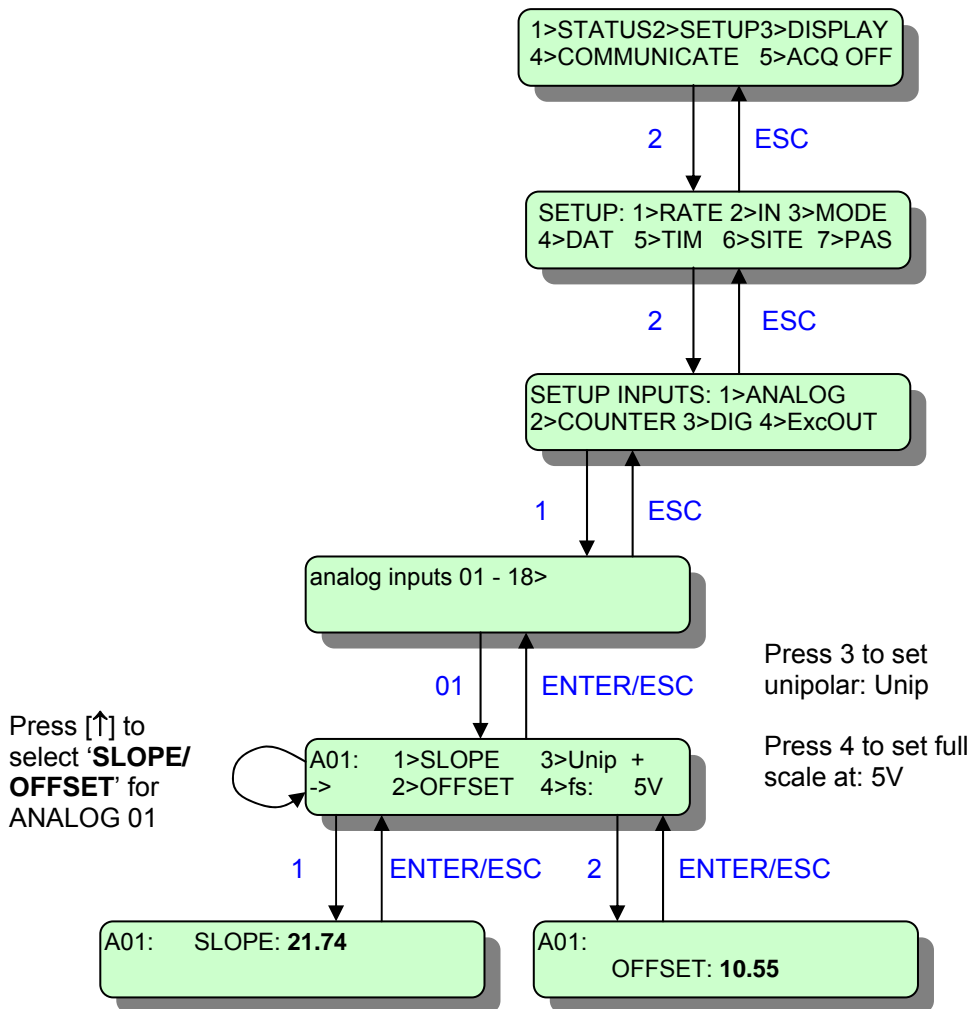 1>STATUS2>SETUP3>DISPLAY
4>COMMUNICATE 5>ACQ OFF
2
ESC
SETUP: 1>RATE 2>IN 3>MODE
4>DAT 5>TIM 6>SITE 7>PAS
2
ESC
SETUP INPUTS: 1>ANALOG
2>COUNTER 3>DIG 4>ExcOUT
1
ESC
analog inputs 01 - 18>
01
ENTER/ESC
Press 3 to set
unipolar: Unip
Press 4 to set full
scale at: 5V
Press [↑] to
select ‘SLOPE/
OFFSET’ for
ANALOG 01
A01: 1>SLOPE 3>Unip +
-> 2>OFFSET 4>fs: 5V
1
ENTER/ESC
2
ENTER/ESC
A01: SLOPE: 21.74
A01:
OFFSET: 10.55